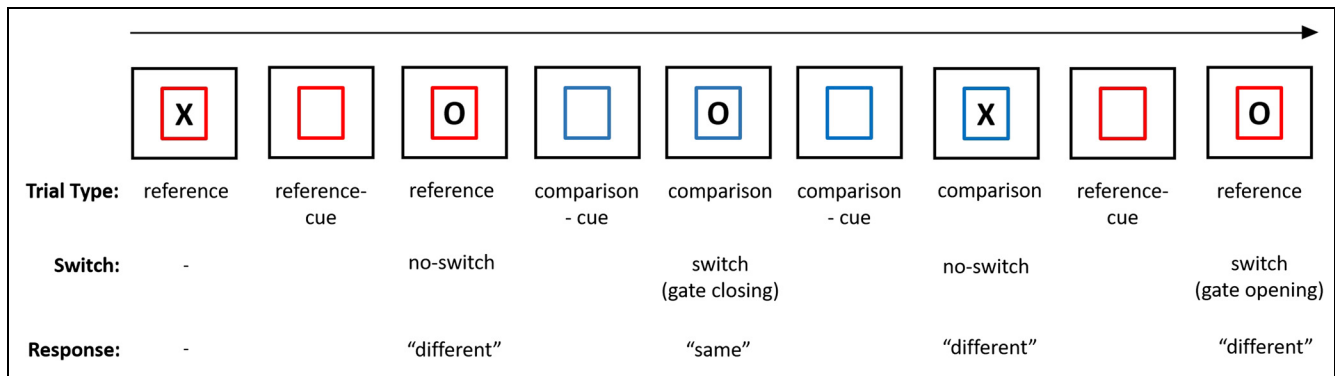 X O O X O
Trial Type: reference reference- reference comparison comparison comparison comparison reference- reference
cue - cue - cue cue
Switch: - no-switch switch no-switch switch
(gate closing) (gate opening)
Response: - “different” “same” “different” “different”